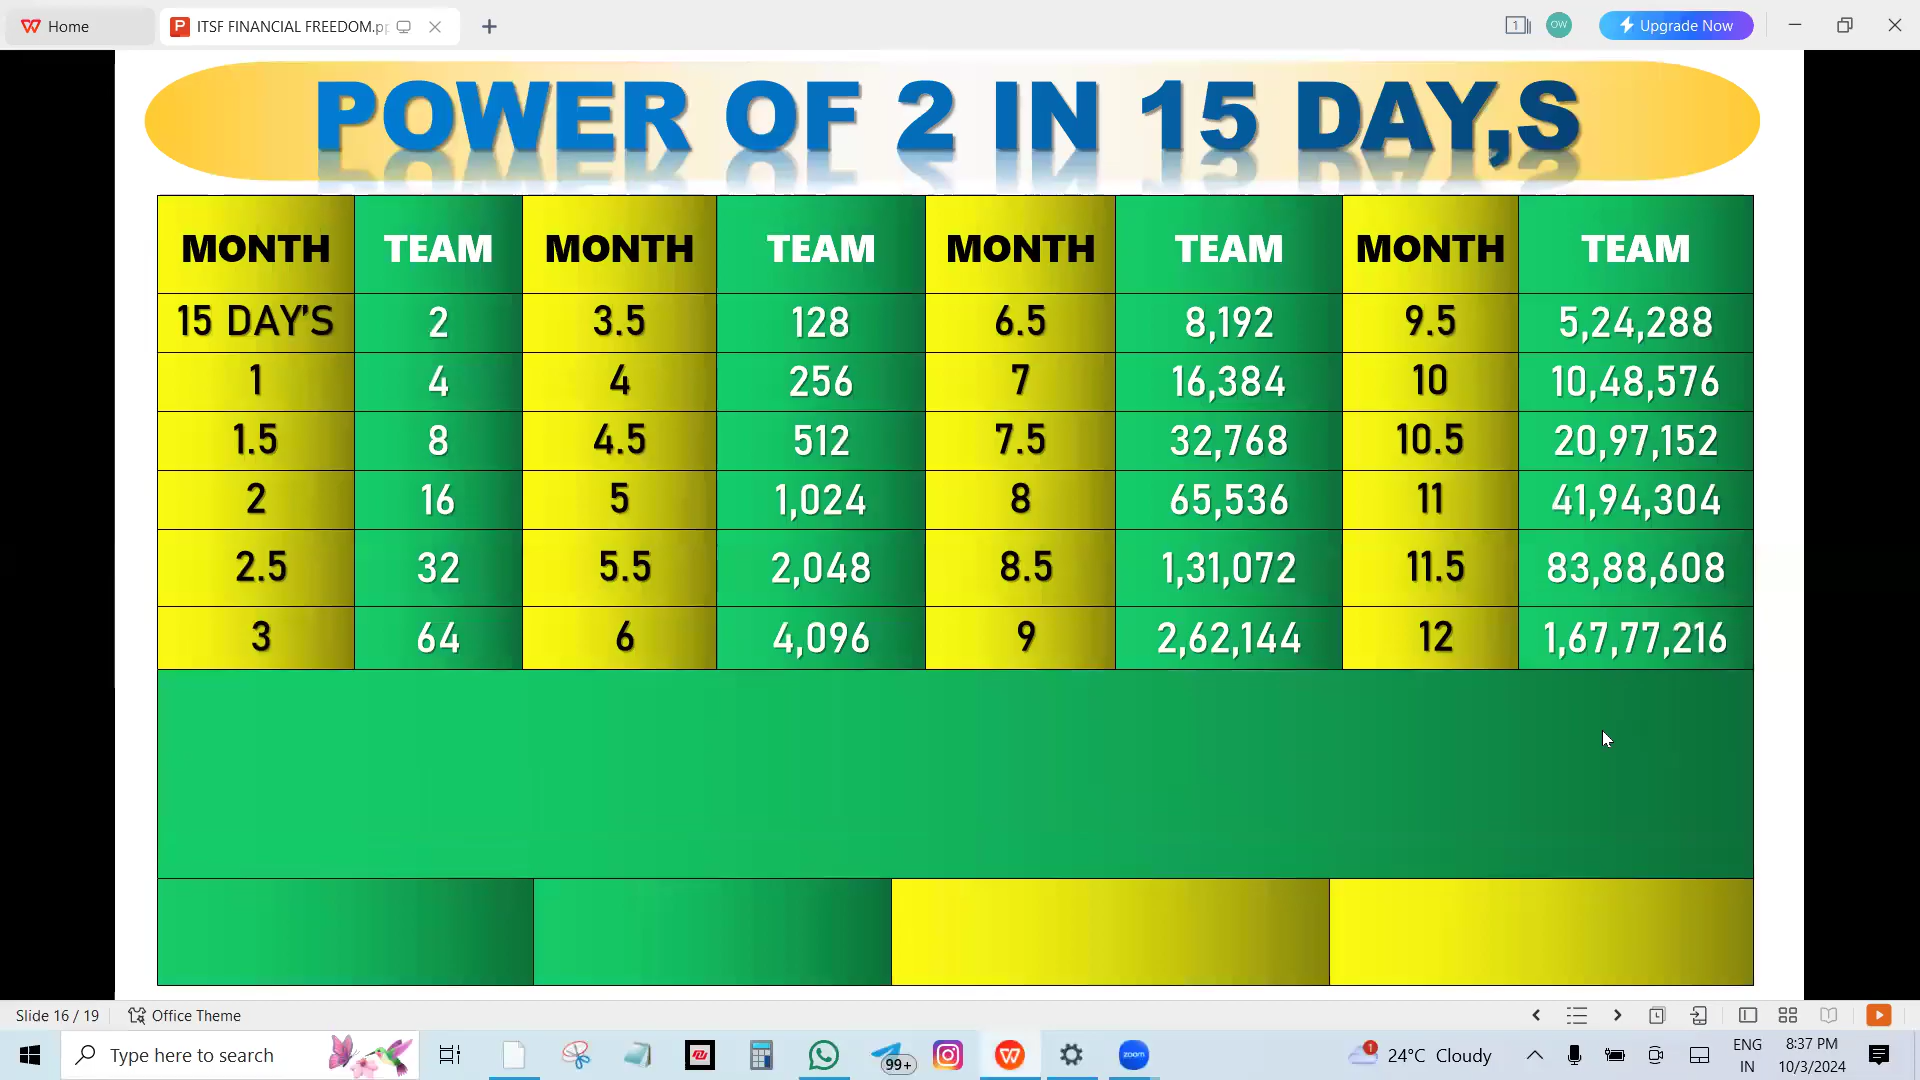 Home
ITSF FINANCIAL FREEDOM.p
1
OW
Upgrade Now
POWER OF 2 IN 15 DAY,S
MONTH TEAM MONTH TEAM MONTH TEAM MONTH TEAM
15 DAY'S 2 3.5 128 6.5 8,192 9.5 5,24,288
1 4 4 256 7 16,384 10 10,48,576
1.5 8 4.5 512 7.5 32,768 10.5 20,97,152
2 16 5 1,024 8 65,536 11 41,94,304
2.5 32 5.5 2,048 8.5 1,31,072 11.5 83,88,608
3 64 6 4,096 9 2,62,144 12 1,67,77,216
Slide 16 / 19 Office Theme
Type here to search
99+
zoom
1
24°C Cloudy
ENG
IN
8:37 PM
10/3/2024